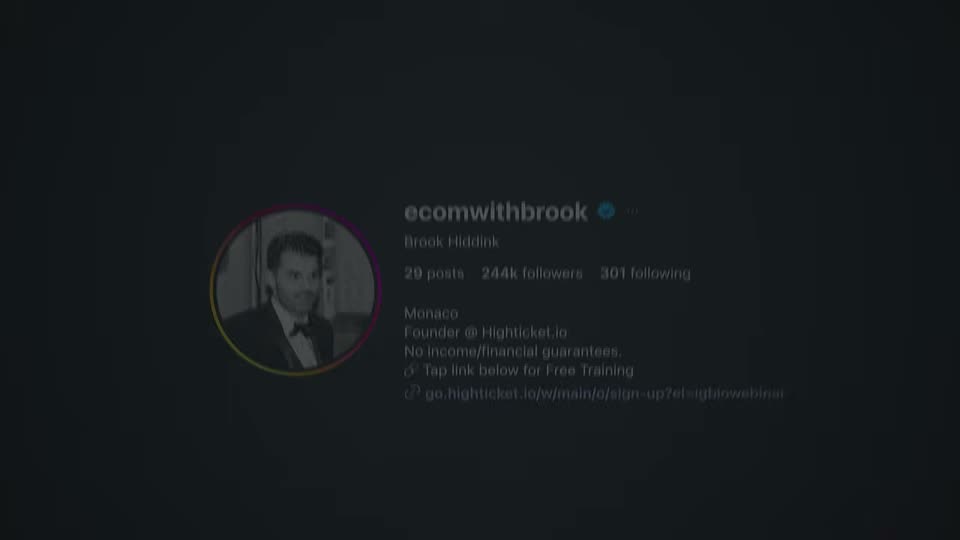 ecomwithbrook
Brook Hiddink
29 posts 244k followers 301 following
Monaco
Founder @ Highticket.io
No income/financial guarantees.
Tap link below for Free Training
go.highticket.io/w/main/o/sign-up?el=igbiowebinar